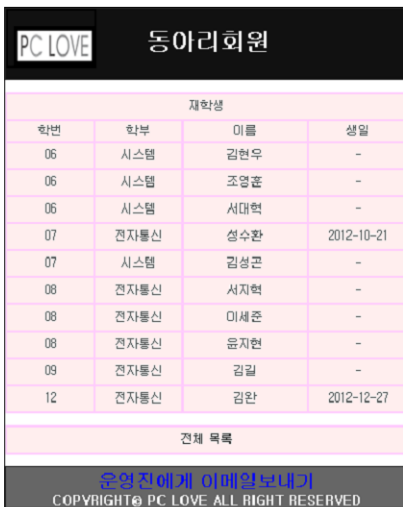 PC LOVE 동아리회원
재학생
학번 학부 이름 생일
06 시스템 김현우 -
06 시스템 조영훈 -
06 시스템 서대혁 -
07 전자통신 성수환 2012-10-21
07 시스템 김성곤 -
08 전자통신 서지혁 -
08 전자통신 이세준 -
08 전자통신 윤지현 -
09 전자통신 김길 -
12 전자통신 김완 2012-12-27
전체 목록
운영진에게 이메일보내기
COPYRIGHT@ PC LOVE ALL RIGHT RESERVED